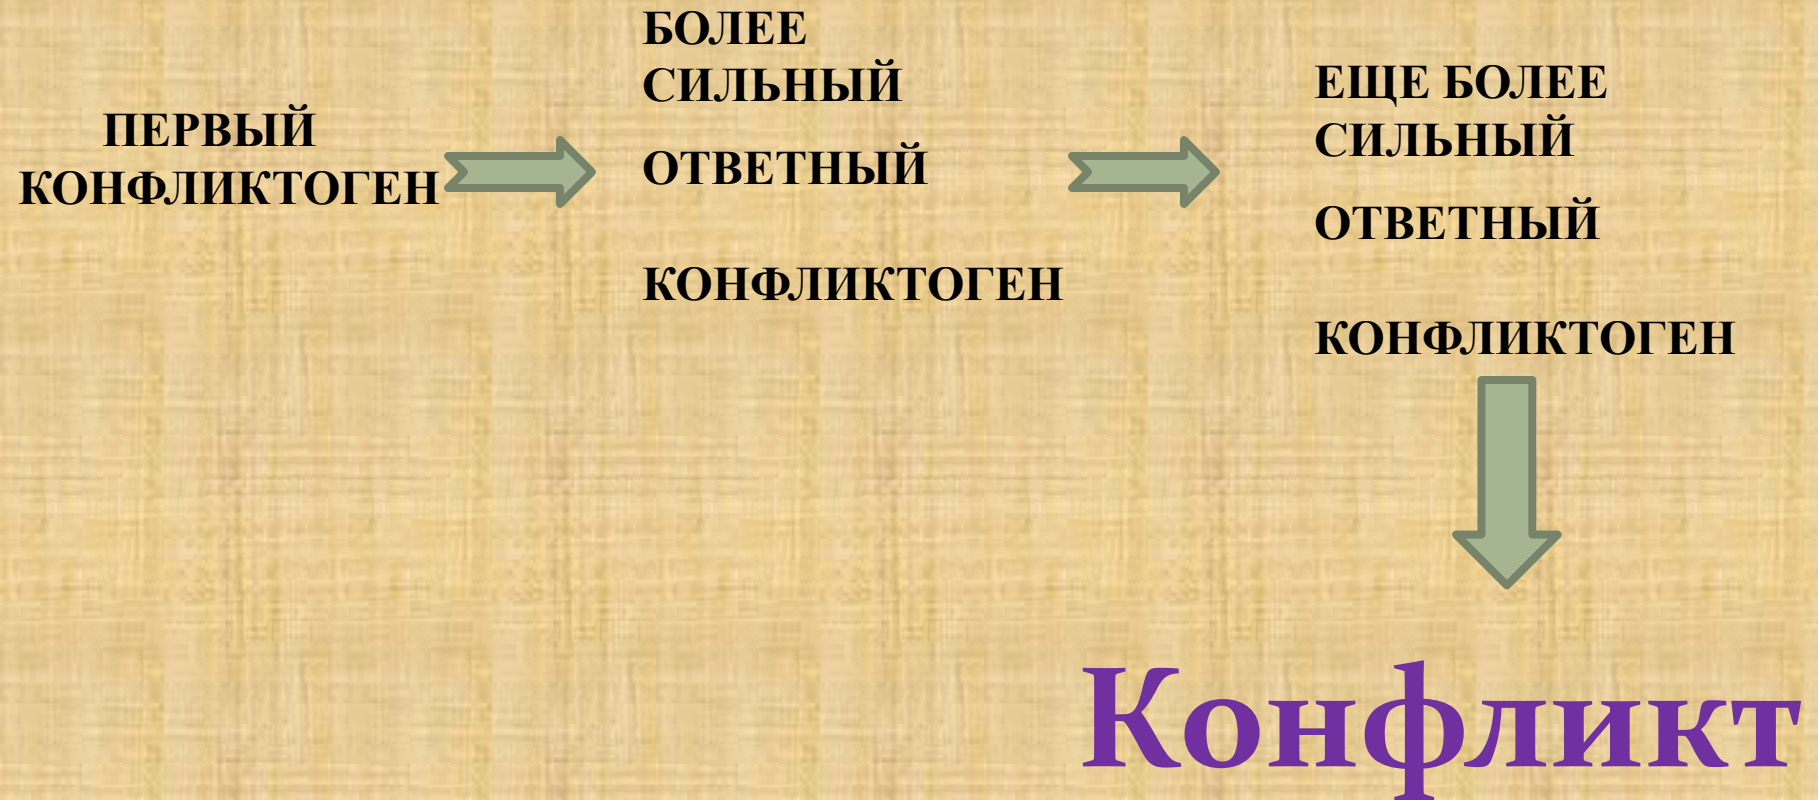 ПЕРВЫЙ
КОНФЛИКТОГЕН
БОЛЕЕ
СИЛЬНЫЙ
ОТВЕТНЫЙ
КОНФЛИКТОГЕН
ЕЩЕ БОЛЕЕ
СИЛЬНЫЙ
ОТВЕТНЫЙ
КОНФЛИКТОГЕН
Конфликт